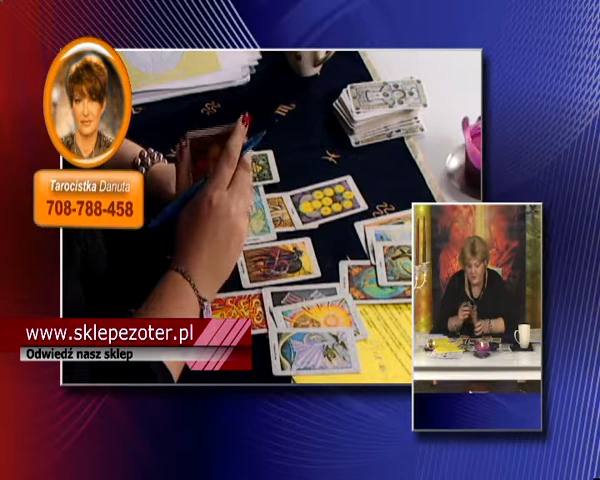 Tarocistka Danuta
708-788-458
www.sklepezoter.pl
Odwiedź nasz sklep